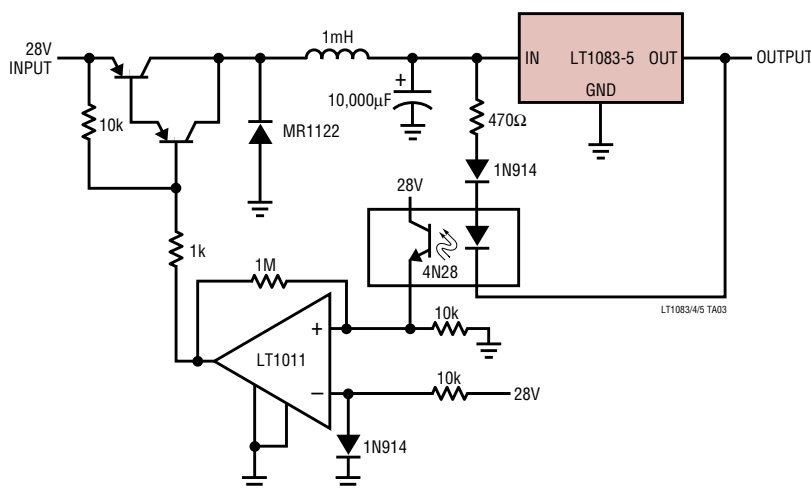 28V
INPUT
10k
1k
1mH
10,000µF
+
MR1122
IN LT1083-5 OUT
GND
OUTPUT
470Ω
1N914
28V
4N28
LT1083/4/5 TA03
1M
+
LT1011
−
10k
10k
28V
1N914